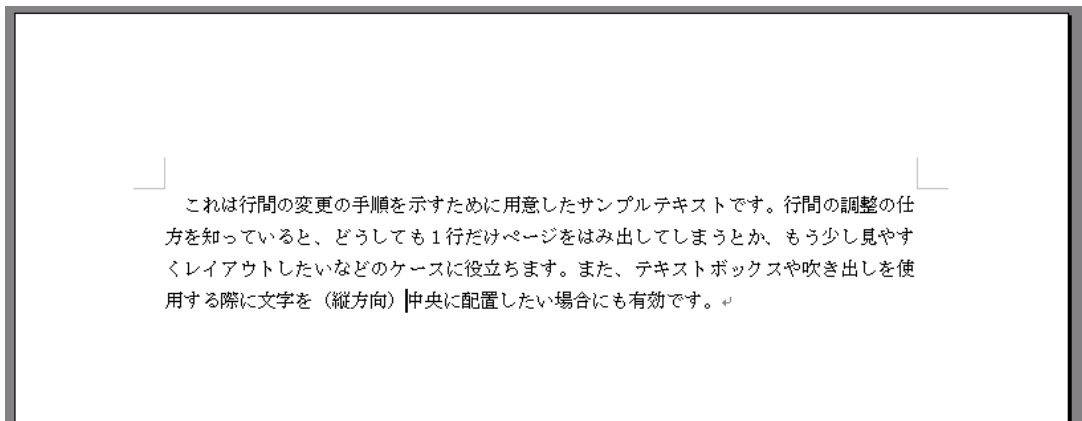 これは行間の変更の手順を示すために用意したサンプルテキストです。行間の調整の仕
方を知っていると、どうしても１行だけページをはみ出してしまうとか、もう少し見やす
くレイアウトしたいなどのケースに役立ちます。また、テキストボックスや吹き出しを使
用する際に文字を（縦方向）中央に配置したい場合にも有効です。